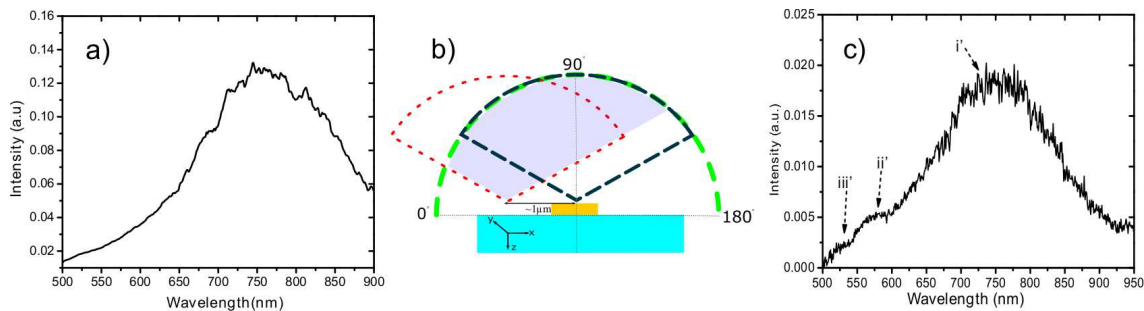 a)
0.16
0.14
0.12
0.10
0.08
0.06
0.04
0.02
Intensity (a.u)
500 550 600 650 700 750 800 850 900
Wavelength(nm)
b)
90°
0°
180°
~1μm
y
x
z
c)
0.025
0.020
0.015
0.010
0.005
0.000
Intensity (a.u.)
i'
ii'
iii'
500 550 600 650 700 750 800 850 900 950
Wavelength (nm)